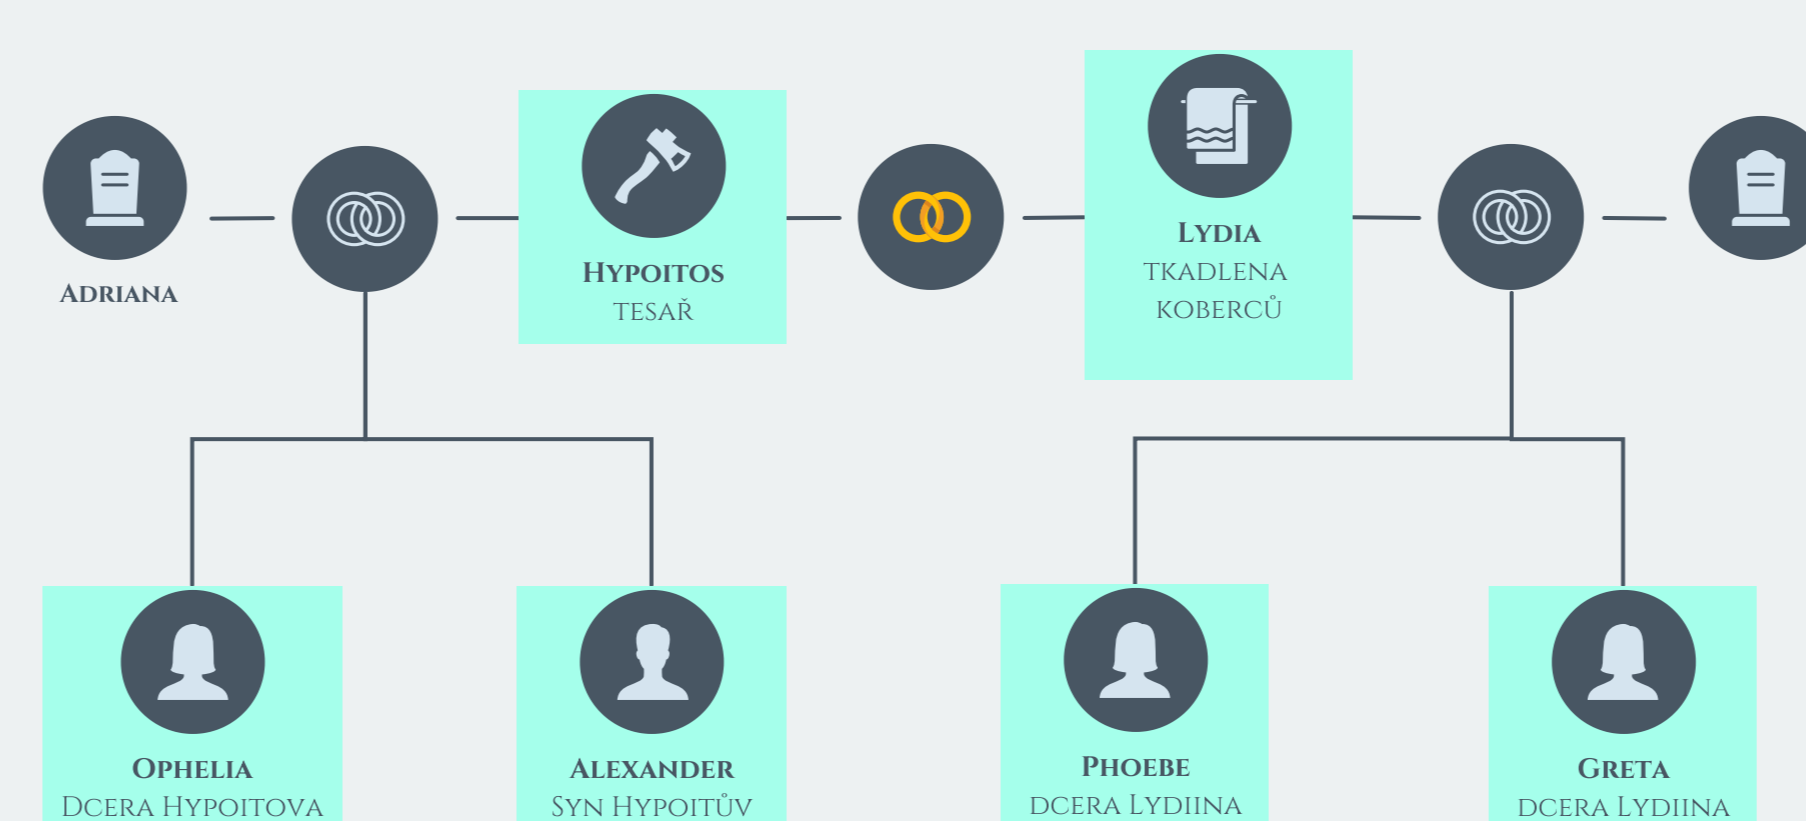 Adriana
Hypoitos
tesař
Lydia
tkadlena
koberců
Ophelia
Dcera Hypoitova
Alexander
Syn Hypoitův
Phoebe
dcera Lydiina
Greta
dcera Lydiina